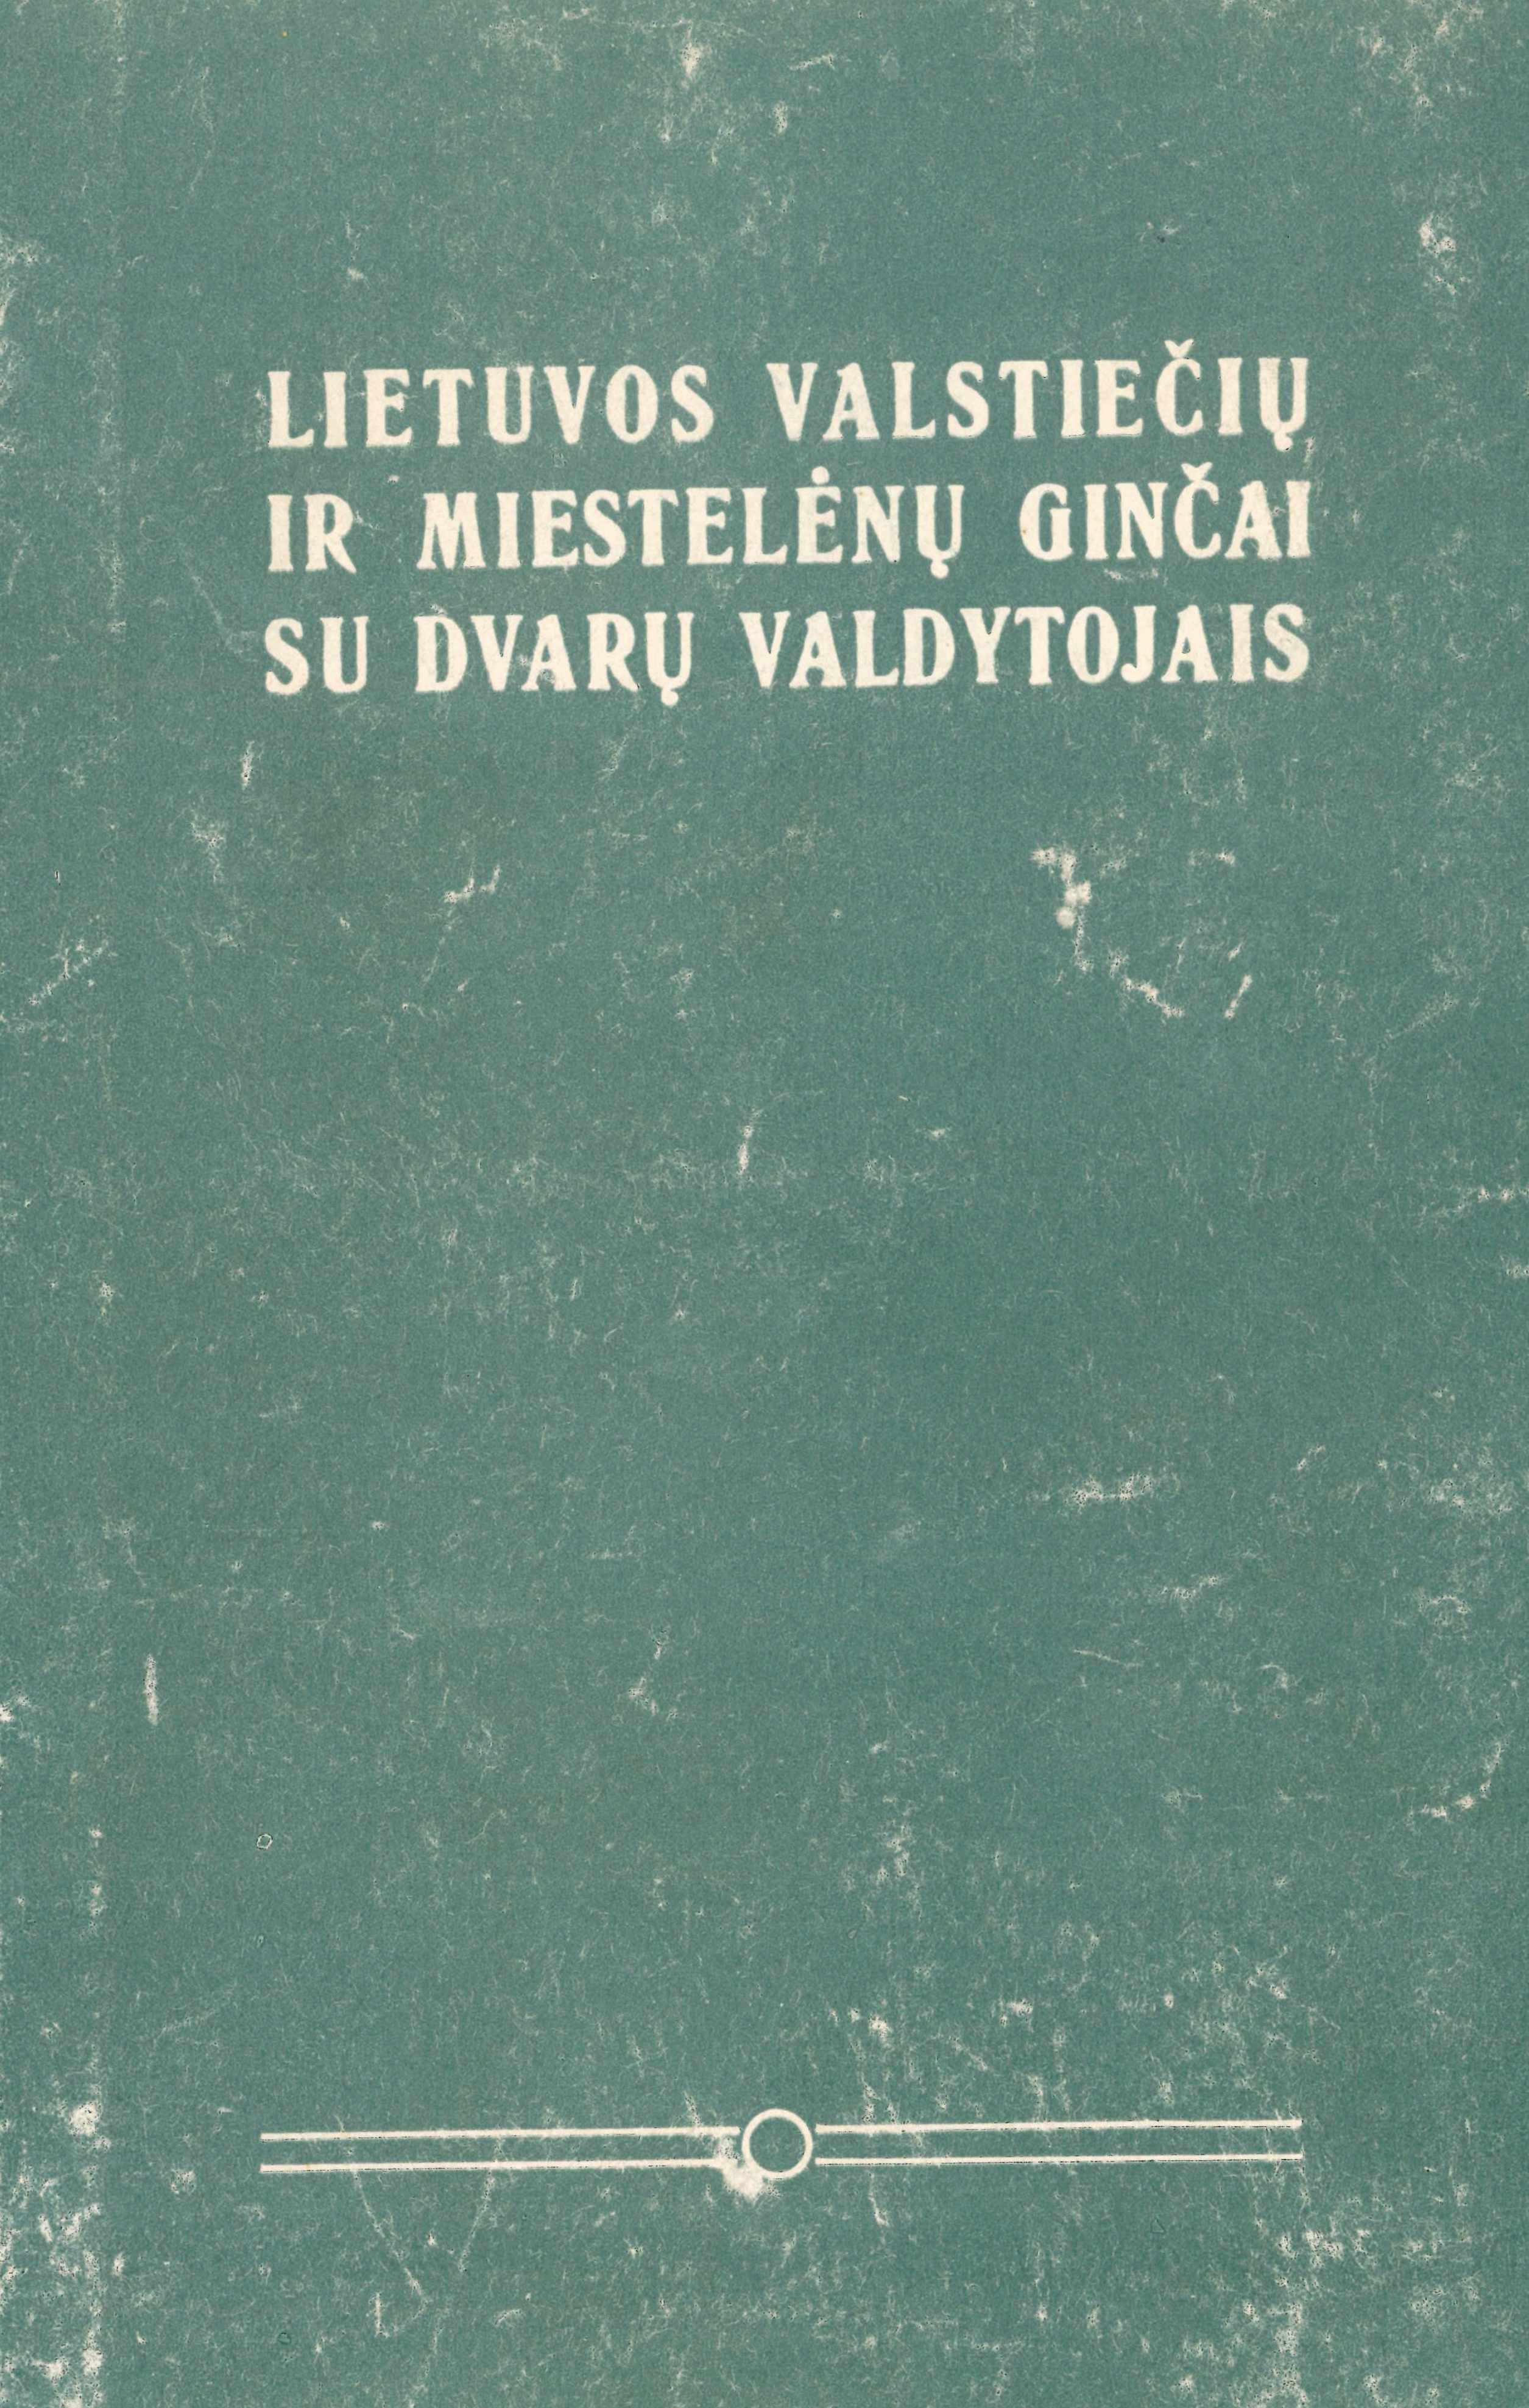 LIETUVOS VALSTIEČIŲ
IR MIESTELĖNŲ GINČAI
SU DVARŲ VALDYTOJAIS